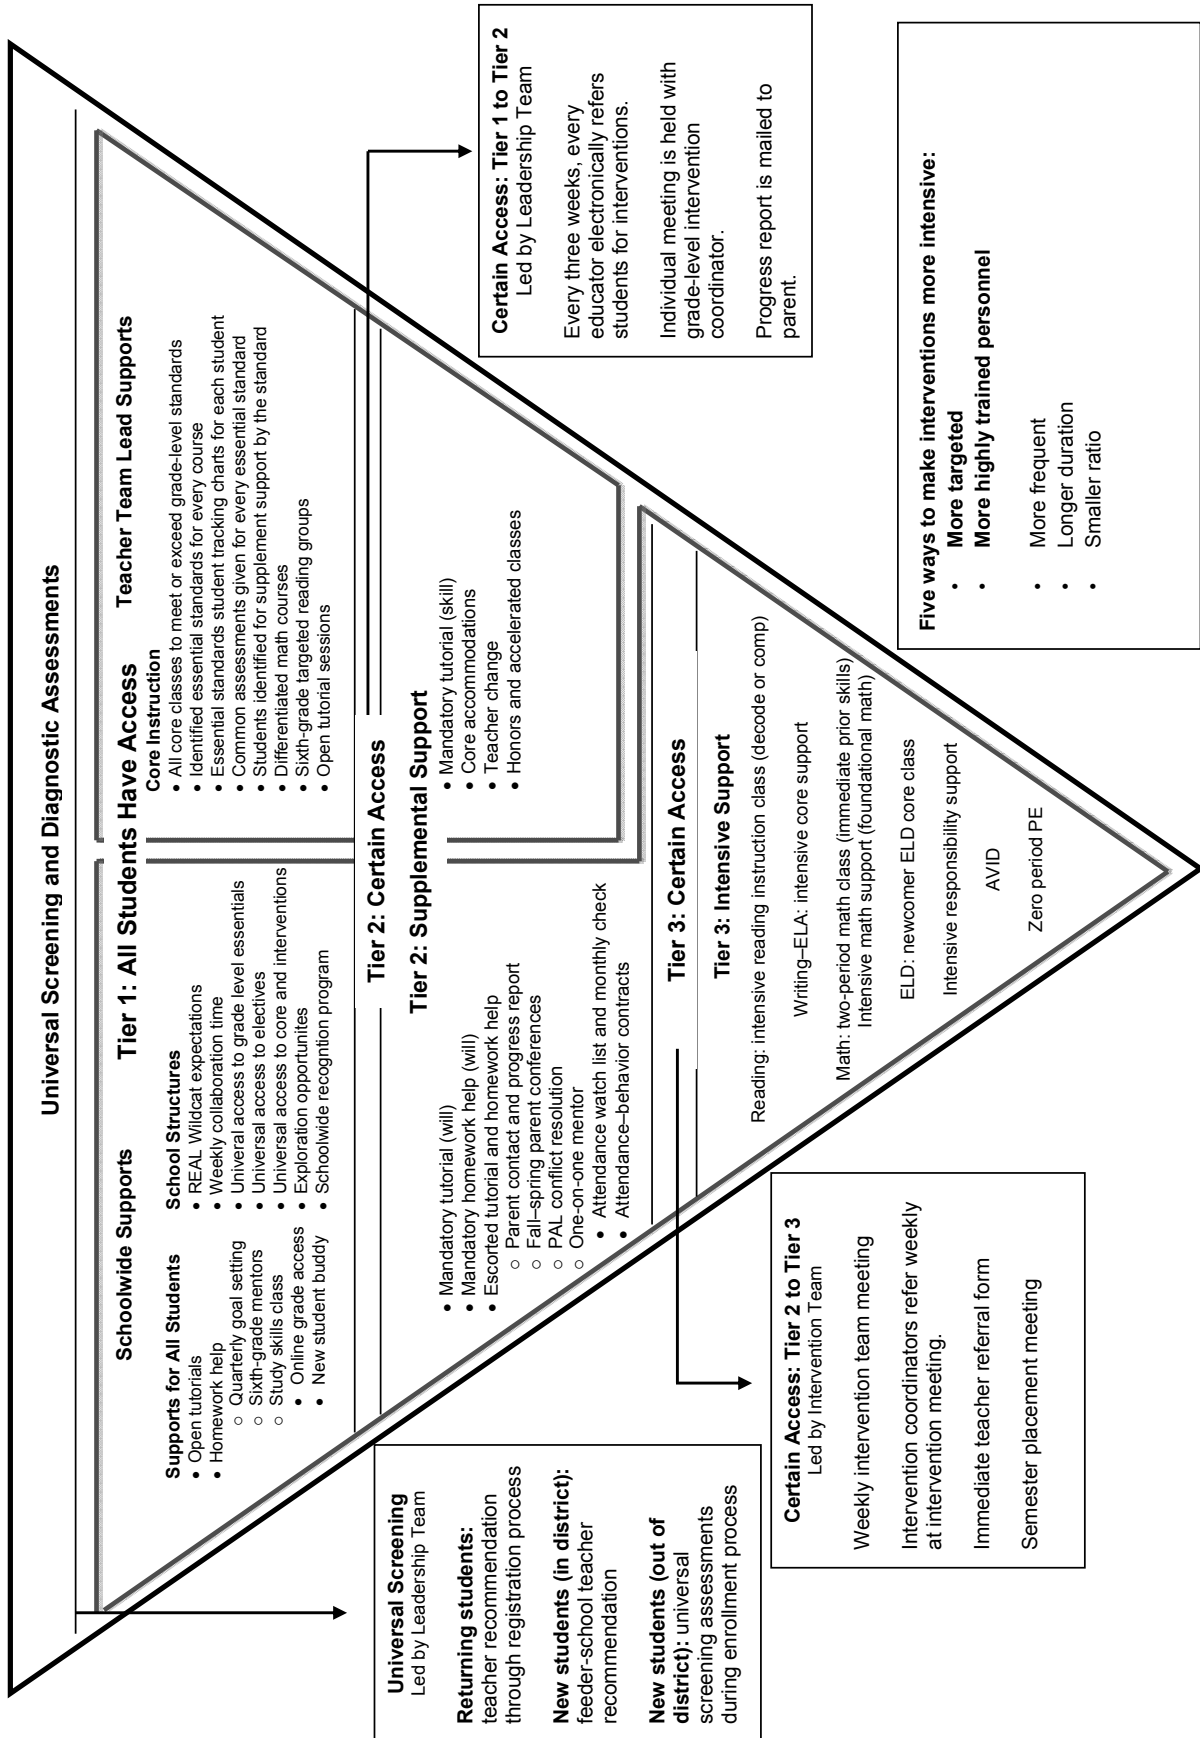 Universal Screening and Diagnostic Assessments
Tier 1: All Students Have Access
Schoolwide Supports
Supports for All Students
• Open tutorials
• Homework help
○ Quarterly goal setting
○ Sixth-grade mentors
○ Study skills class
• Online grade access
• New student buddy
School Structures
• REAL Wildcat expectations
• Weekly collaboration time
• Univeral access to grade level essentials
• Universal access to electives
• Universal access to core and interventions
• Exploration opportunites
• Schoolwide recogntion program
Teacher Team Lead Supports
Core Instruction
• All core classes to meet or exceed grade-level standards
• Identified essential standards for every course
• Essential standards student tracking charts for each student
• Common assessments given for every essential standard
• Students identified for supplement support by the standard
• Differentiated math courses
• Sixth-grade targeted reading groups
• Open tutorial sessions
Tier 2: Certain Access
Tier 2: Supplemental Support
• Mandatory tutorial (will)
• Mandatory homework help (will)
• Escorted tutorial and homework help
○ Parent contact and progress report
○ Fall–spring parent conferences
○ PAL conflict resolution
○ One-on-one mentor
• Attendance watch list and monthly check
• Attendance–behavior contracts
• Mandatory tutorial (skill)
• Core accommodations
• Teacher change
• Honors and accelerated classes
Tier 3: Certain Access
Tier 3: Intensive Support
Reading: intensive reading instruction class (decode or comp)
Writing–ELA: intensive core support
Math: two-period math class (immediate prior skills)
Intensive math support (foundational math)
ELD: newcomer ELD core class
Intensive responsibility support
AVID
Zero period PE
Universal Screening
Led by Leadership Team
Returning students:
teacher recommendation
through registration process
New students (in district):
feeder-school teacher
recommendation
New students (out of
district): universal
screening assessments
during enrollment process
Certain Access: Tier 2 to Tier 3
Led by Intervention Team
Weekly intervention team meeting
Intervention coordinators refer weekly
at intervention meeting.
Immediate teacher referral form
Semester placement meeting
Certain Access: Tier 1 to Tier 2
Led by Leadership Team
Every three weeks, every
educator electronically refers
students for interventions.
Individual meeting is held with
grade-level intervention
coordinator.
Progress report is mailed to
parent.
Five ways to make interventions more intensive:
• More targeted
• More highly trained personnel
• More frequent
• Longer duration
• Smaller ratio